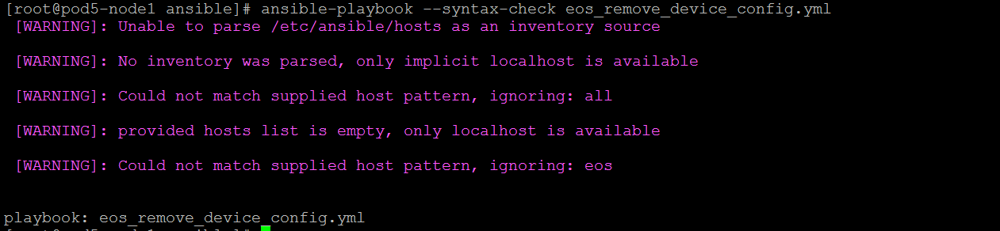 [root@pod5-node1 ansible]# ansible-playbook --syntax-check eos_remove_device_config.yml
[WARNING]: Unable to parse /etc/ansible/hosts as an inventory source
[WARNING]: No inventory was parsed, only implicit localhost is available
[WARNING]: Could not match supplied host pattern, ignoring: all
[WARNING]: provided hosts list is empty, only localhost is available
[WARNING]: Could not match supplied host pattern, ignoring: eos
playbook: eos_remove_device_config.yml